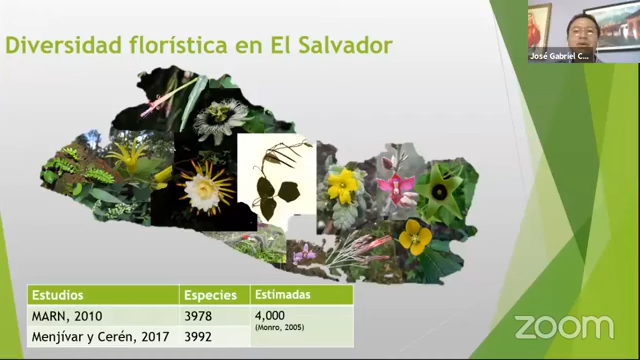 Diversidad florística en El Salvador
José Gabriel C...
Estudios Especies Estimadas
MARN, 2010 3978 4,000
(Monro, 2005)
Menjívar y Cerén, 2017 3992
zoom